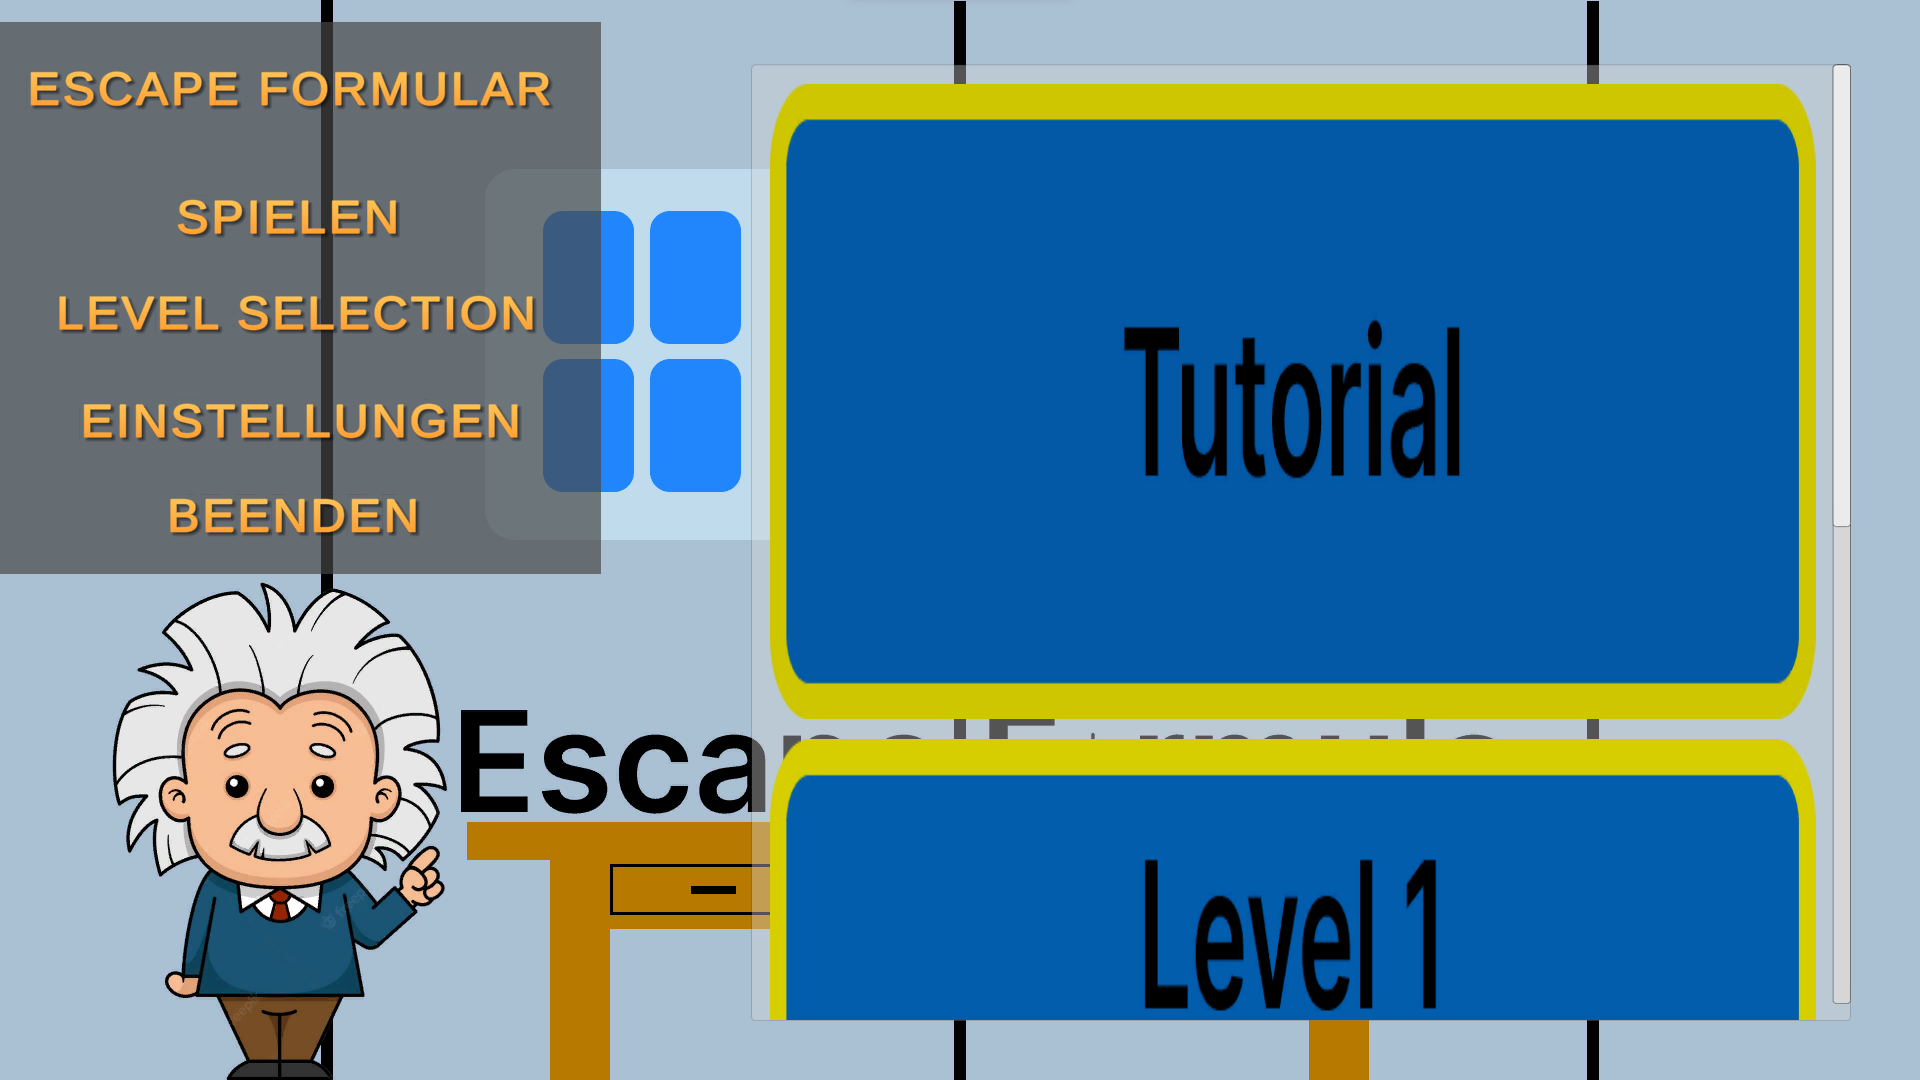 ESCAPE FORMULAR
SPIELEN
LEVEL SELECTION
EINSTELLUNGEN
BEENDEN
Tutorial
Esca
Level 1